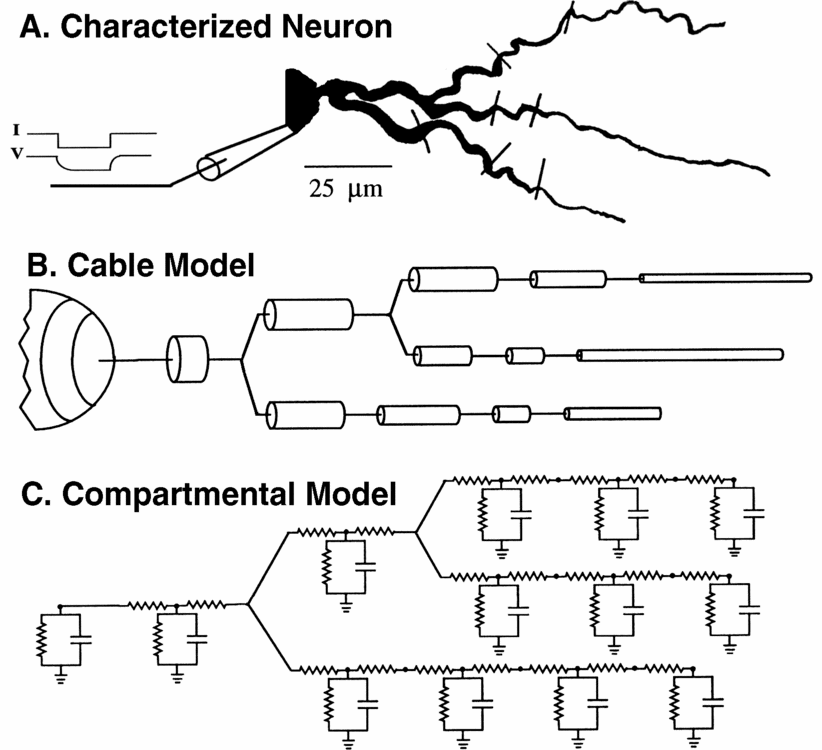 A. Characterized Neuron
I
V
25 μm
B. Cable Model
C. Compartmental Model